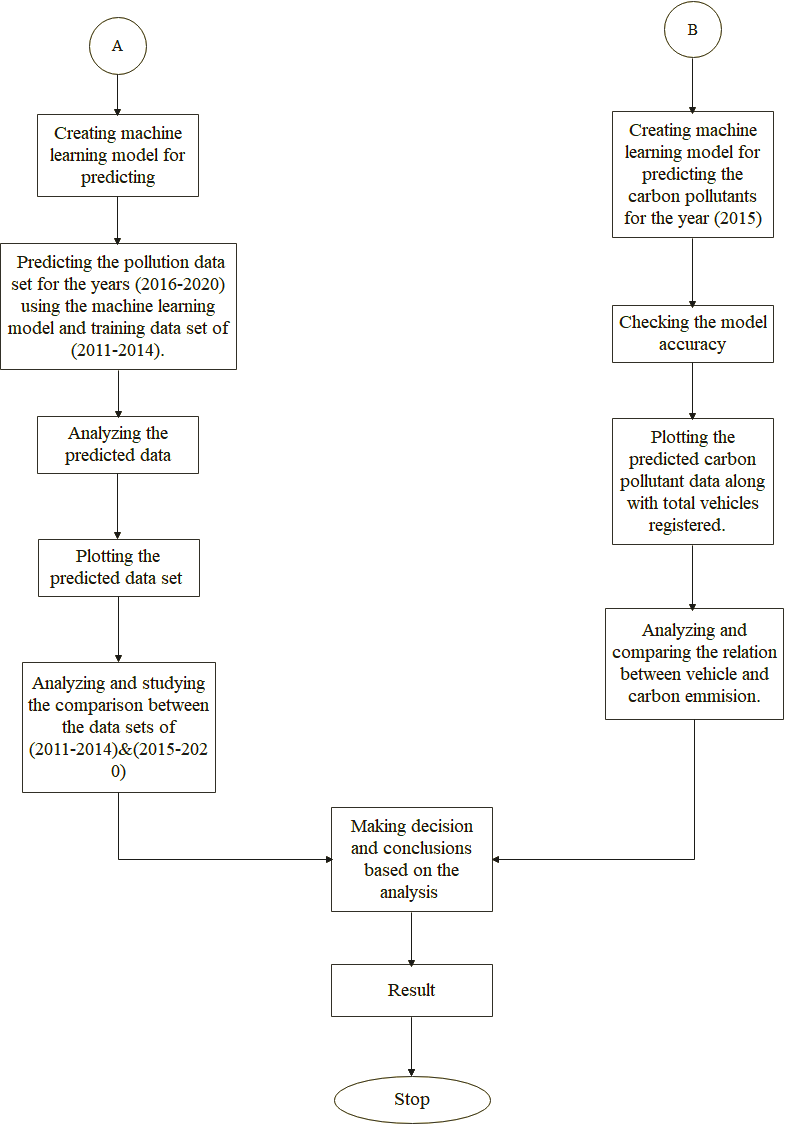 A
Creating machine
learning model for
predicting
Predicting the pollution data
set for the years (2016-2020)
using the machine learning
model and training data set of
(2011-2014).
Analyzing the
predicted data
Plotting the
predicted data set
Analyzing and studying
the comparison between
the data sets of
(2011-2014)&(2015-202
0)
B
Creating machine
learning model for
predicting the
carbon pollutants
for the year (2015)
Checking the model
accuracy
Plotting the
predicted carbon
pollutant data along
with total vehicles
registered.
Analyzing and
comparing the relation
between vehicle and
carbon emmision.
Making decision
and conclusions
based on the
analysis
Result
Stop